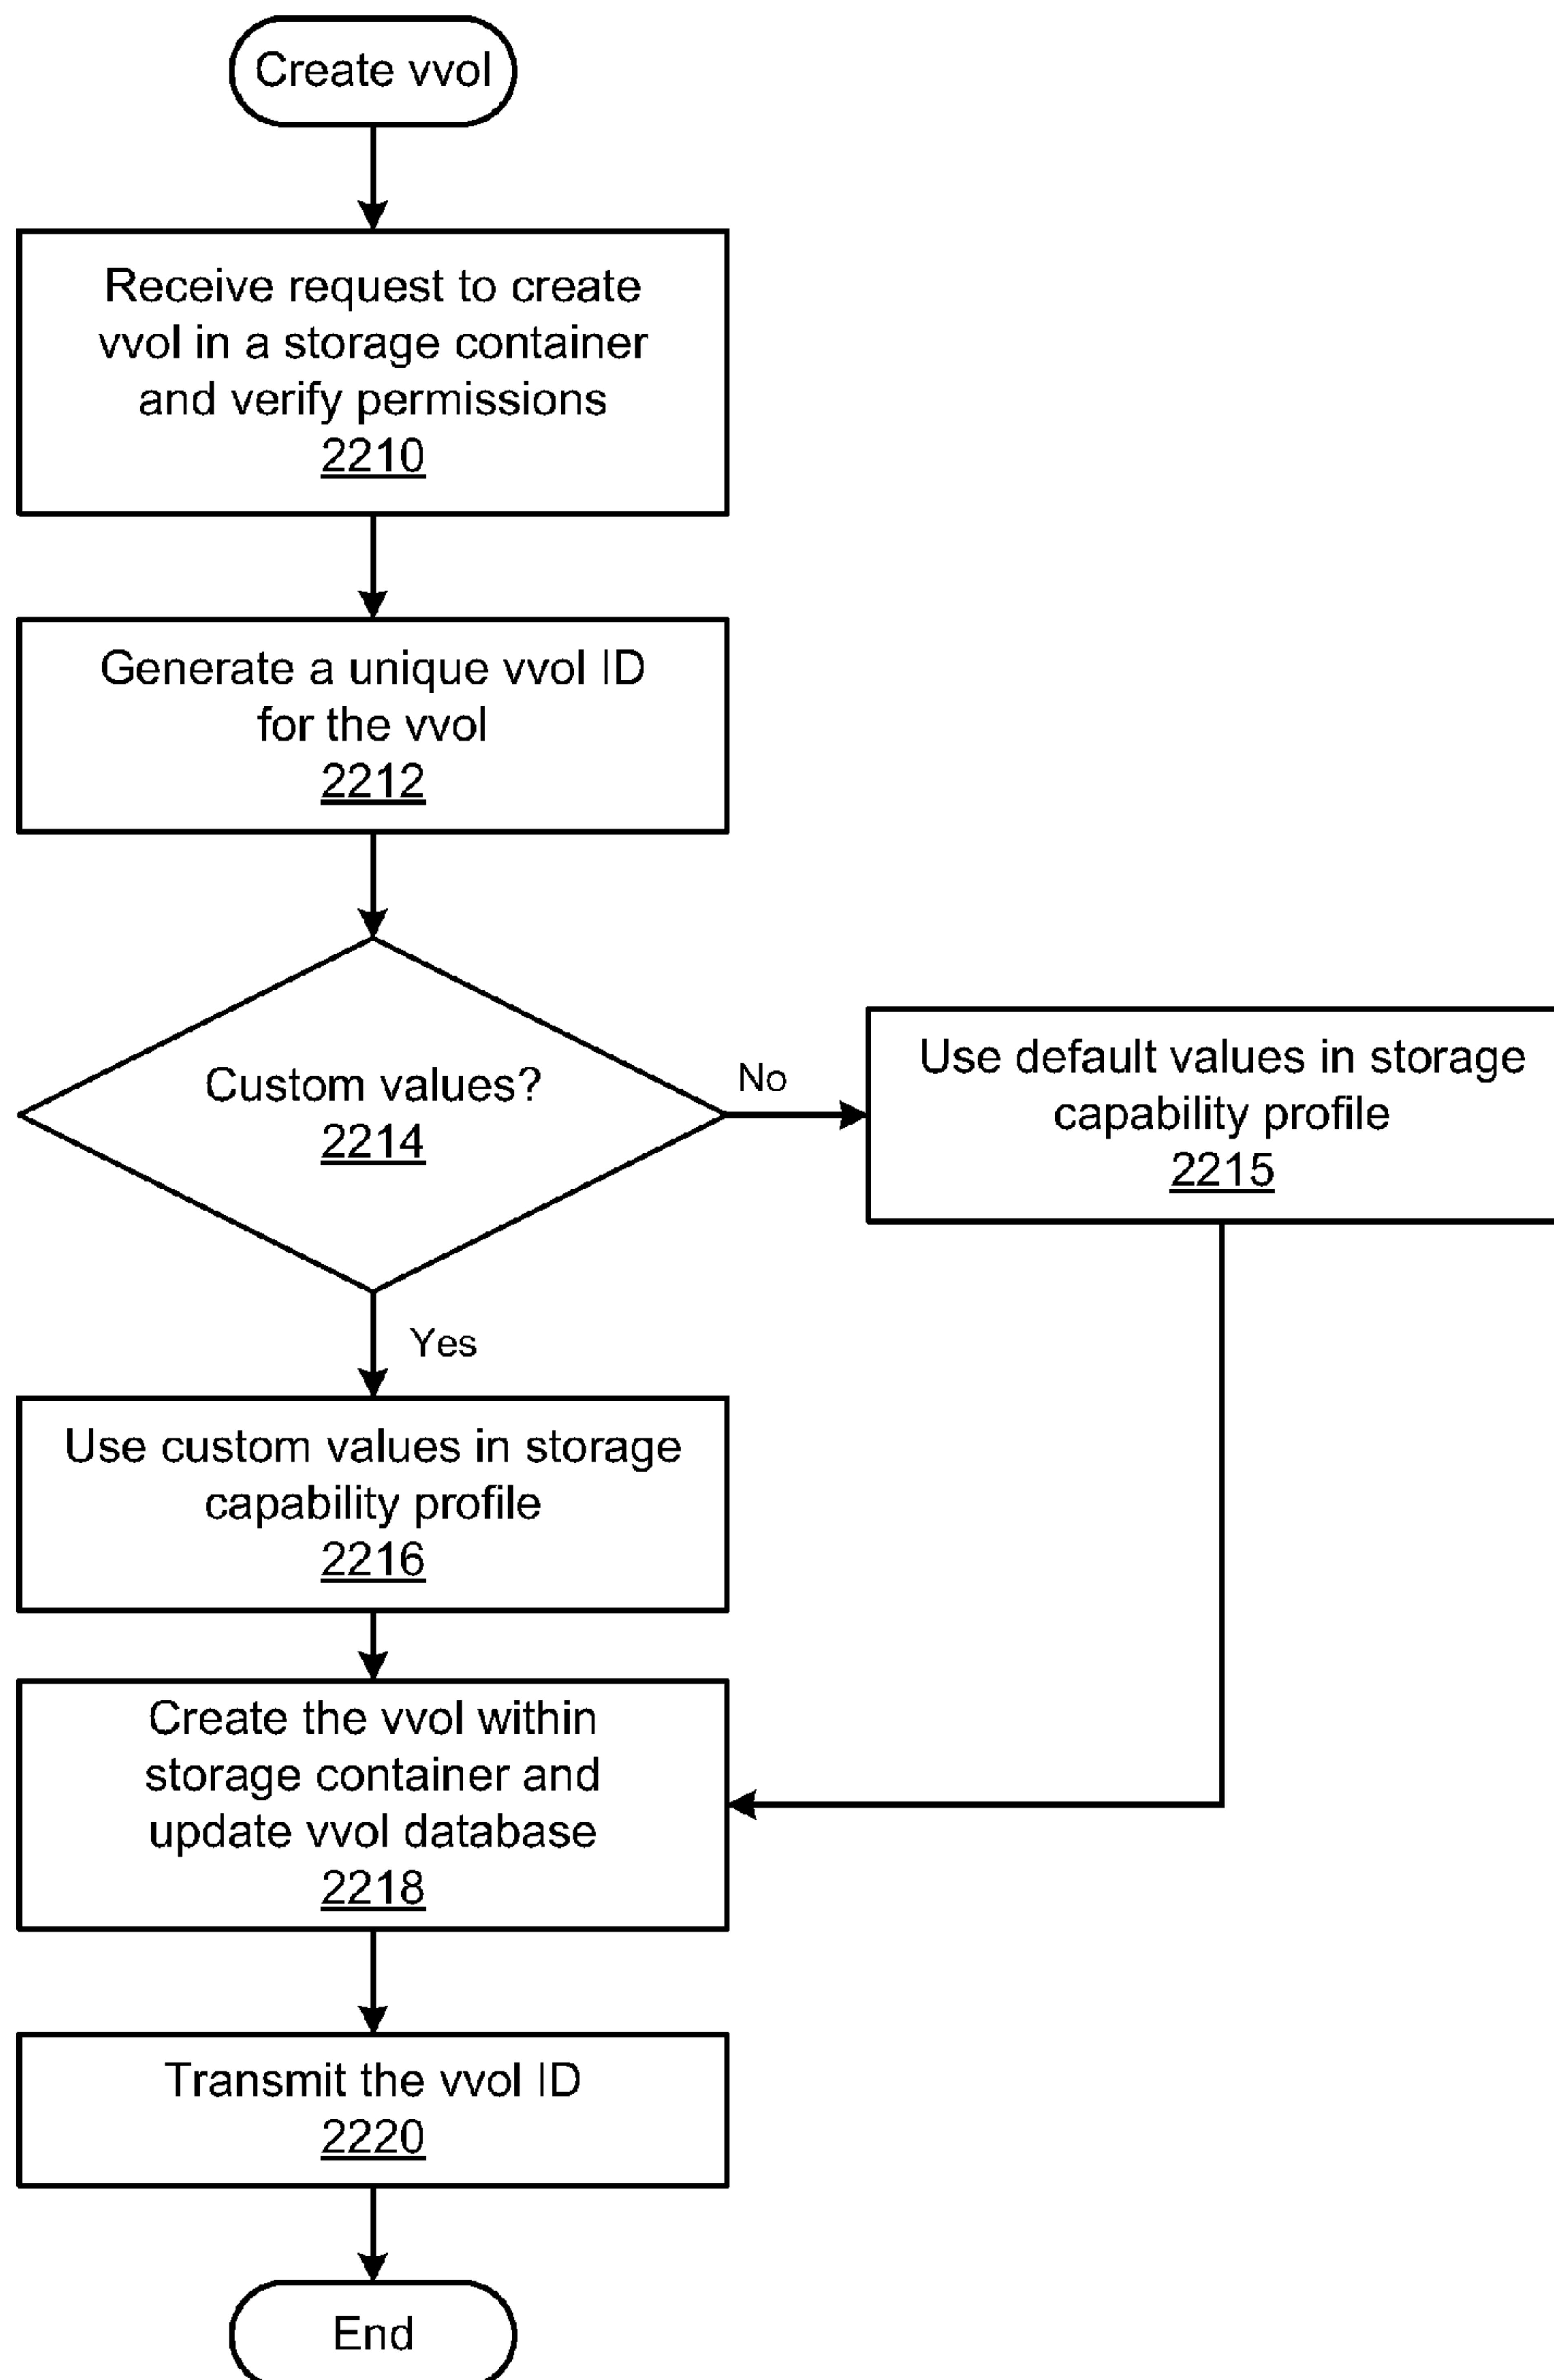 Create vvol
Receive request to create
vvol in a storage container
and verify permissions
2210
Generate a unique vvol ID
for the vvol
2212
Custom values?
2214
No
Use default values in storage
capability profile
2215
Yes
Use custom values in storage
capability profile
2216
Create the vvol within
storage container and
update vvol database
2218
Transmit the vvol ID
2220
End